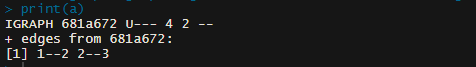 > print(a)
IGRAPH 681a672 U--- 4 2 --
+ edges from 681a672:
[1] 1--2 2--3